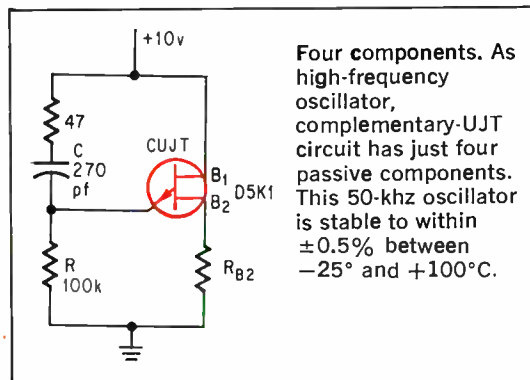 +10v
47
C
270
pf
CUJT
B1
D5K1
B2
R
100k
RB2
Four components. As
high-frequency
oscillator,
complementary-UJT
circuit has just four
passive components.
This 50-khz oscillator
is stable to within
±0.5% between
−25° and +100°C.